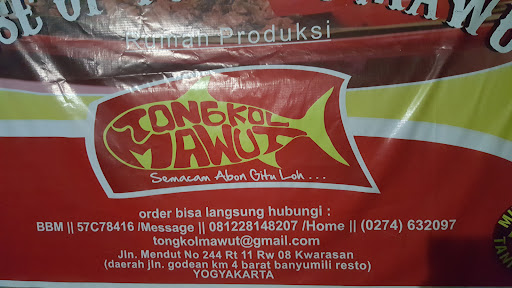 Rumah Produksi
TONGKOL
MAWUT
Semacam Abon Gitu Loh...
order bisa langsung hubungi :
BBM || 57C78416 /Message || 081228148207 /Home || (0274) 632097
tongkolmawut@gmail.com
Jln. Mendut No 244 Rt 11 Rw 08 Kwarasan
(daerah jln. godean km 4 barat banyumili resto)
YOGYAKARTA